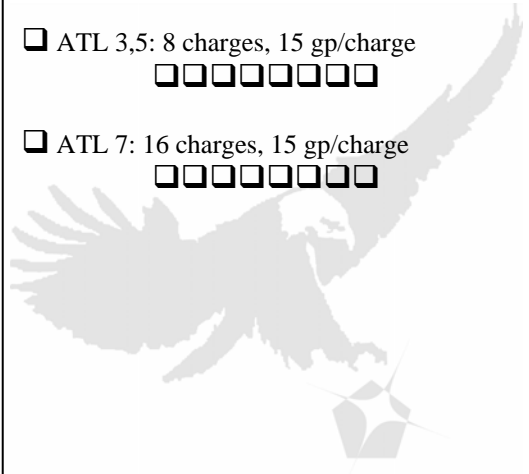 ❑ ATL 3,5: 8 charges, 15 gp/charge
❑❑❑❑❑❑❑❑
❑ ATL 7: 16 charges, 15 gp/charge
❑❑❑❑❑❑❑❑